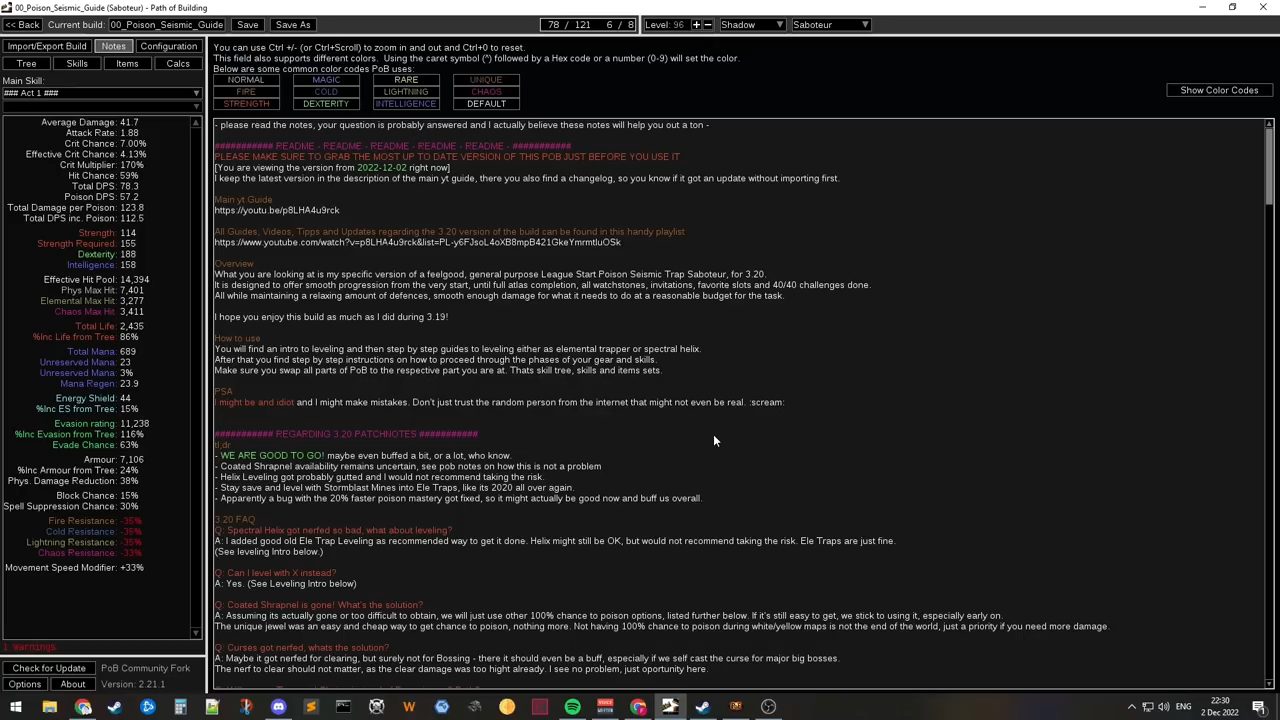 00_Poison_Seismic_Guide (Saboteur) - Path of Building
<< Back Current build: 00_Poison_Seismic_Guide Save Save As 78 / 121 6 / 8 Level: 96 + - Shadow Saboteur
Import/Export Build Notes Configuration
Tree Skills Items Calcs
Main Skill:
### Act 1 ###
Average Damage: 41.7
Attack Rate: 1.88
Crit Chance: 7.00%
Effective Crit Chance: 4.13%
Crit Multiplier: 170%
Hit Chance: 59%
Total DPS: 78.3
Poison DPS: 57.2
Total Damage per Poison: 123.8
Total DPS inc. Poison: 112.5
Strength: 114
Strength Required: 155
Dexterity: 188
Intelligence: 158
Effective Hit Pool: 14,394
Phys Max Hit: 7,401
Elemental Max Hit: 3,277
Chaos Max Hit: 3,411
Total Life: 2,435
%Inc Life from Tree: 86%
Total Mana: 689
Unreserved Mana: 23
Unreserved Mana: 3%
Mana Regen: 23.9
Energy Shield: 44
%Inc ES from Tree: 15%
Evasion rating: 11,238
%Inc Evasion from Tree: 116%
Evade Chance: 63%
Armour: 7,106
%Inc Armour from Tree: 24%
Phys. Damage Reduction: 38%
Block Chance: 15%
Spell Suppression Chance: 30%
Fire Resistance: -35%
Cold Resistance: -35%
Lightning Resistance: -35%
Chaos Resistance: -33%
Movement Speed Modifier: +33%
1 Warnings
Check for Update PoB Community Fork
Options About Version: 2.21.1
You can use Ctrl +/- (or Ctrl+Scroll) to zoom in and out and Ctrl+0 to reset.
This field also supports different colors. Using the caret symbol (^) followed by a Hex code or a number (0-9) will set the color.
Below are some common color codes PoB uses:
NORMAL MAGIC RARE UNIQUE
FIRE COLD LIGHTNING CHAOS
STRENGTH DEXTERITY INTELLIGENCE DEFAULT
Show Color Codes
- please read the notes, your question is probably answered and I actually believe these notes will help you out a ton -
########### README - README - README - README - README - ###########
PLEASE MAKE SURE TO GRAB THE MOST UP TO DATE VERSION OF THIS POB JUST BEFORE YOU USE IT
[You are viewing the version from 2022-12-02 right now]
I keep the latest version in the description of the main yt guide, there you also find a changelog, so you know if it got an update without importing first.
Main yt Guide
https://youtu.be/p8LHA4u9rck
All Guides, Videos, Tipps and Updates regarding the 3.20 version of the build can be found in this handy playlist
https://www.youtube.com/watch?v=p8LHA4u9rck&list=PL-y6FJsoL4oXB8mpB421GkeYmrmtluOSk
Overview
What you are looking at is my specific version of a feelgood, general purpose League Start Poison Seismic Trap Saboteur, for 3.20.
It is designed to offer smooth progression from the very start, until full atlas completion, all watchstones, invitations, favorite slots and 40/40 challenges done.
All while maintaining a relaxing amount of defences, smooth enough damage for what it needs to do at a reasonable budget for the task.
I hope you enjoy this build as much as I did during 3.19!
How to use
You will find an intro to leveling and then step by step guides to leveling either as elemental trapper or spectral helix.
After that you find step by step instructions on how to proceed through the phases of your gear and skills.
Make sure you swap all parts of PoB to the respective part you are at. Thats skill tree, skills and items sets.
PSA
I might be and idiot and I might make mistakes. Don't just trust the random person from the internet that might not even be real. :scream:
########### REGARDING 3.20 PATCHNOTES ###########
tl;dr
- WE ARE GOOD TO GO! maybe even buffed a bit, or a lot, who know.
- Coated Shrapnel availability remains uncertain, see pob notes on how this is not a problem
- Helix Leveling got probably gutted and I would not recommend taking the risk.
- Stay save and level with Stormblast Mines into Ele Traps, like its 2020 all over again.
- Apparently a bug with the 20% faster poison mastery got fixed, so it might actually be good now and buff us overall.
3.20 FAQ
Q: Spectral Helix got nerfed so bad, what about leveling?
A: I added good old Ele Trap Leveling as recommended way to get it done. Helix might still be OK, but would not recommend taking the risk. Ele Traps are just fine.
(See leveling Intro below.)
Q: Can I level with X instead?
A: Yes. (See Leveling Intro below)
Q: Coated Shrapnel is gone! What's the solution?
A: Assuming its actually gone or too difficult to obtain, we will just use other 100% chance to poison options, listed further below. If it's still easy to get, we stick to using it, especially early on.
The unique jewel was an easy and cheap way to get chance to poison, nothing more. Not having 100% chance to poison during white/yellow maps is not the end of the world, just a priority if you need more damage.
Q: Curses got nerfed, whats the solution?
A: Maybe it got nerfed for clearing, but surely not for Bossing - there it should even be a buff, especially if we self cast the curse for major big bosses.
The nerf to clear should not matter, as the clear damage was too hight already. I see no problem, just oportunity here.
ENG 22:30
2 Dec 2022